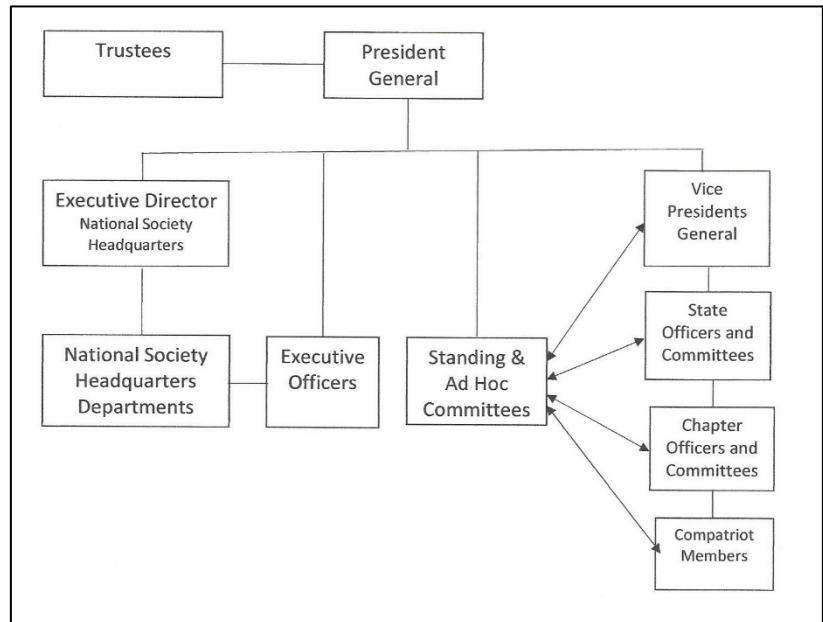 Trustees
President
General
Executive Director
National Society
Headquarters
Vice
Presidents
General
National Society
Headquarters
Departments
Executive
Officers
Standing &
Ad Hoc
Committees
State
Officers and
Committees
Chapter
Officers and
Committees
Compatriot
Members